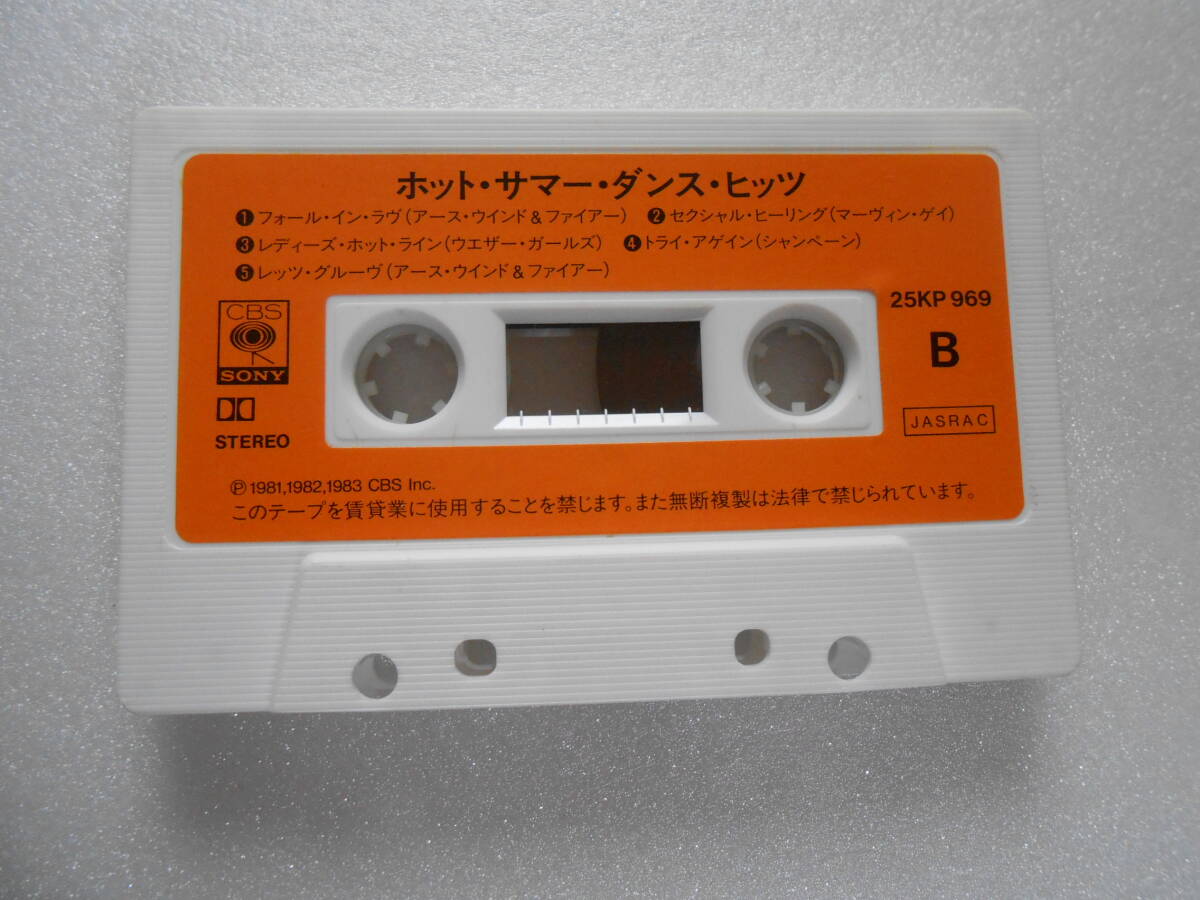 ホット・サマー・ダンス・ヒッツ
❶フォール・イン・ラヴ(アース・ウインド&ファイアー) ❷セクシャル・ヒーリング(マーヴィン・ゲイ)
❸レディーズ・ホット・ライン(ウエザー・ガールズ) ❹トライ・アゲイン(シャンペーン)
❺レッツ・グルーヴ(アース・ウインド&ファイアー)
CBS
SONY
STEREO
25KP 969
B
JASRAC
℗1981,1982,1983 CBS Inc.
このテープを賃貸業に使用することを禁じます。また無断複製は法律で禁じられています。